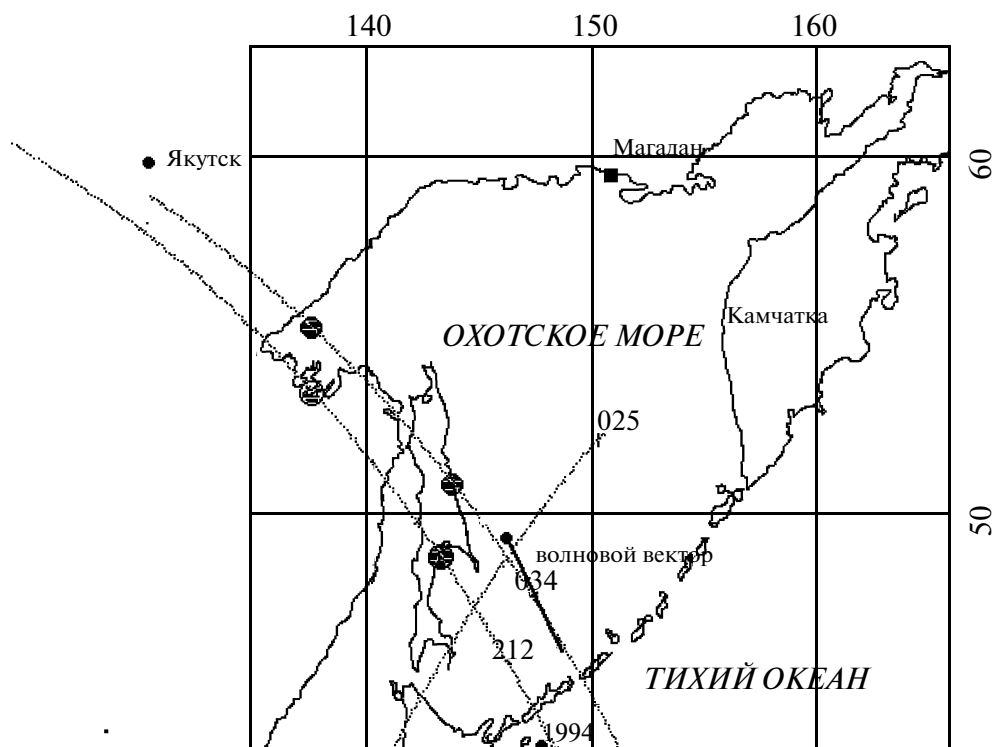 140 150 160
Якутск
Магадан
60
Камчатка
ОХОТСКОЕ МОРЕ
025
50
волновой вектор
034
212
ТИХИЙ ОКЕАН
1994